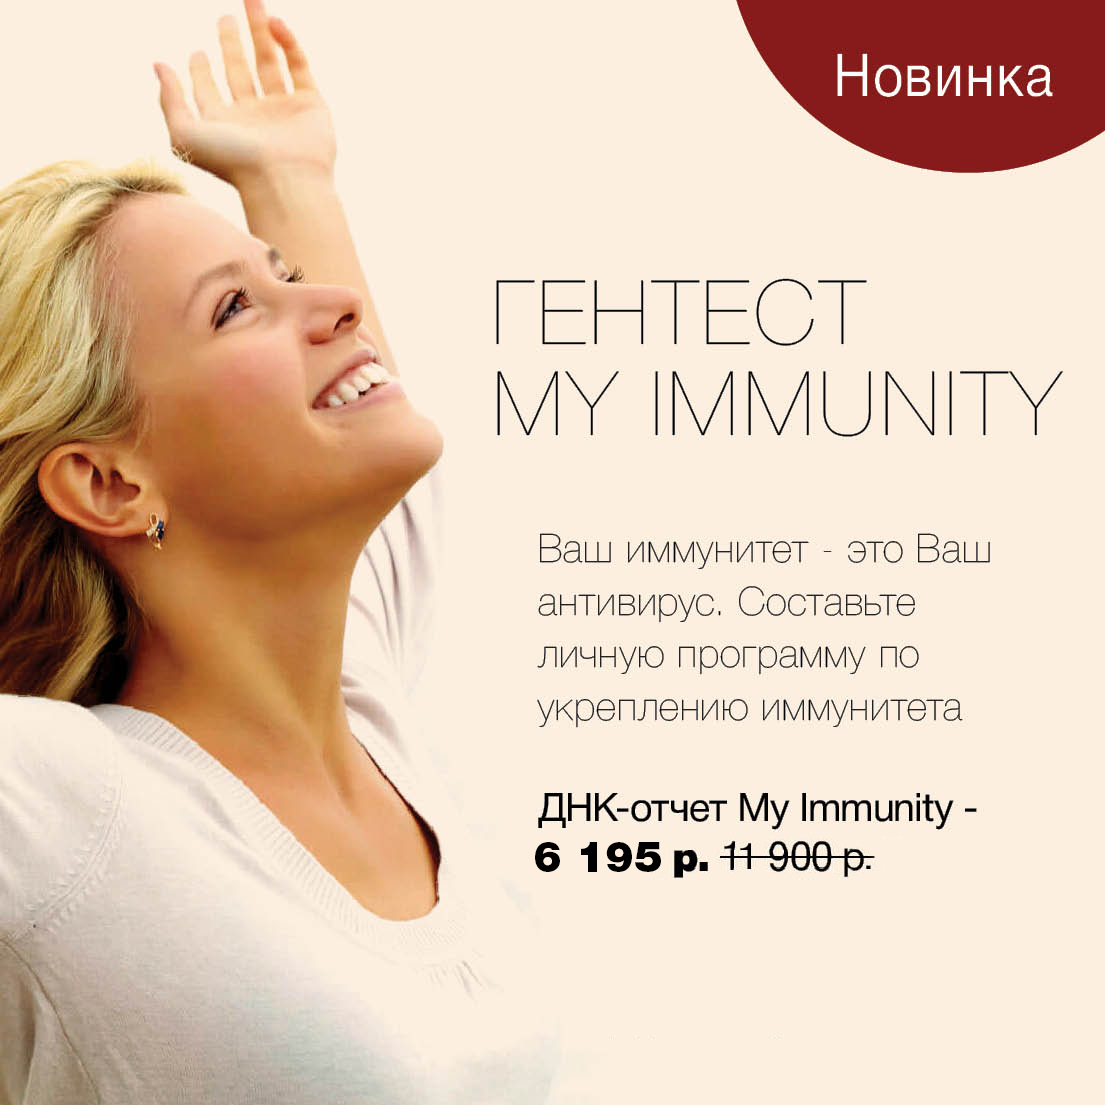 Новинка
ГЕНТЕСТ
MY IMMUNITY
Ваш иммунитет - это Ваш
антивирус. Составьте
личную программу по
укреплению иммунитета
ДНК-отчет My Immunity -
6 195 р. 11 900 р.